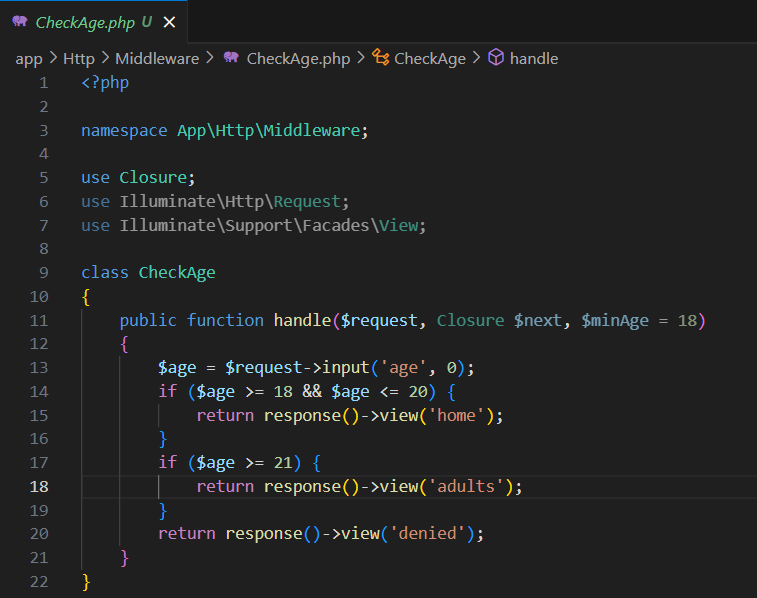 CheckAge.php U ×
app > Http > Middleware > CheckAge.php > CheckAge > handle
1 <?php
2
3 namespace App\Http\Middleware;
4
5 use Closure;
6 use Illuminate\Http\Request;
7 use Illuminate\Support\Facades\View;
8
9 class CheckAge
10 {
11     public function handle($request, Closure $next, $minAge = 18)
12     {
13         $age = $request->input('age', 0);
14         if ($age >= 18 && $age <= 20) {
15             return response()->view('home');
16         }
17         if ($age >= 21) {
18             return response()->view('adults');
19         }
20         return response()->view('denied');
21     }
22 }